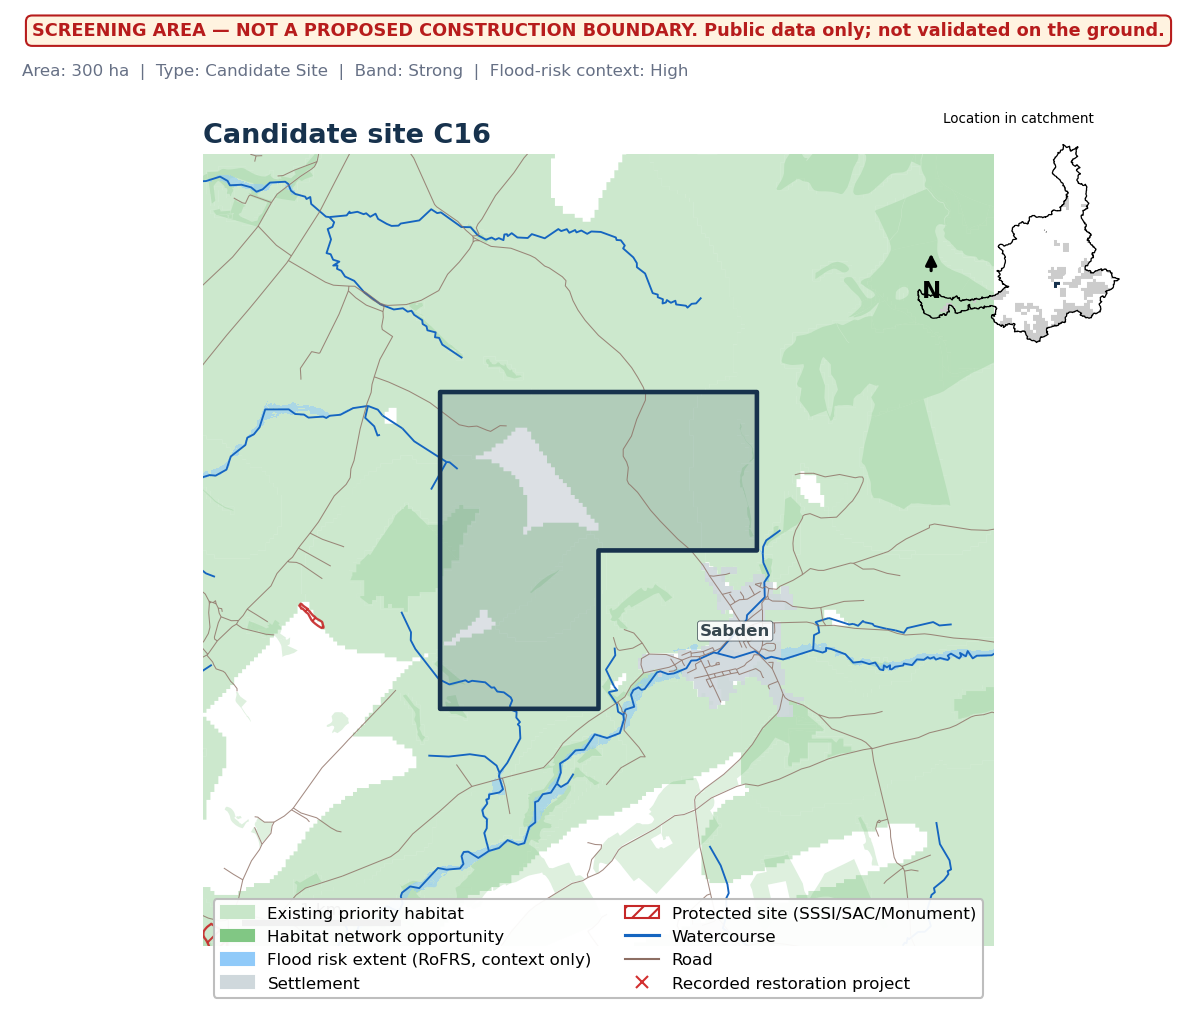 SCREENING AREA — NOT A PROPOSED CONSTRUCTION BOUNDARY. Public data only; not validated on the ground.
Area: 300 ha | Type: Candidate Site | Band: Strong | Flood-risk context: High
Location in catchment
Candidate site C16
N
Sabden
Existing priority habitat
Habitat network opportunity
Flood risk extent (RoFRS, context only)
Settlement
Protected site (SSSI/SAC/Monument)
Watercourse
Road
Recorded restoration project